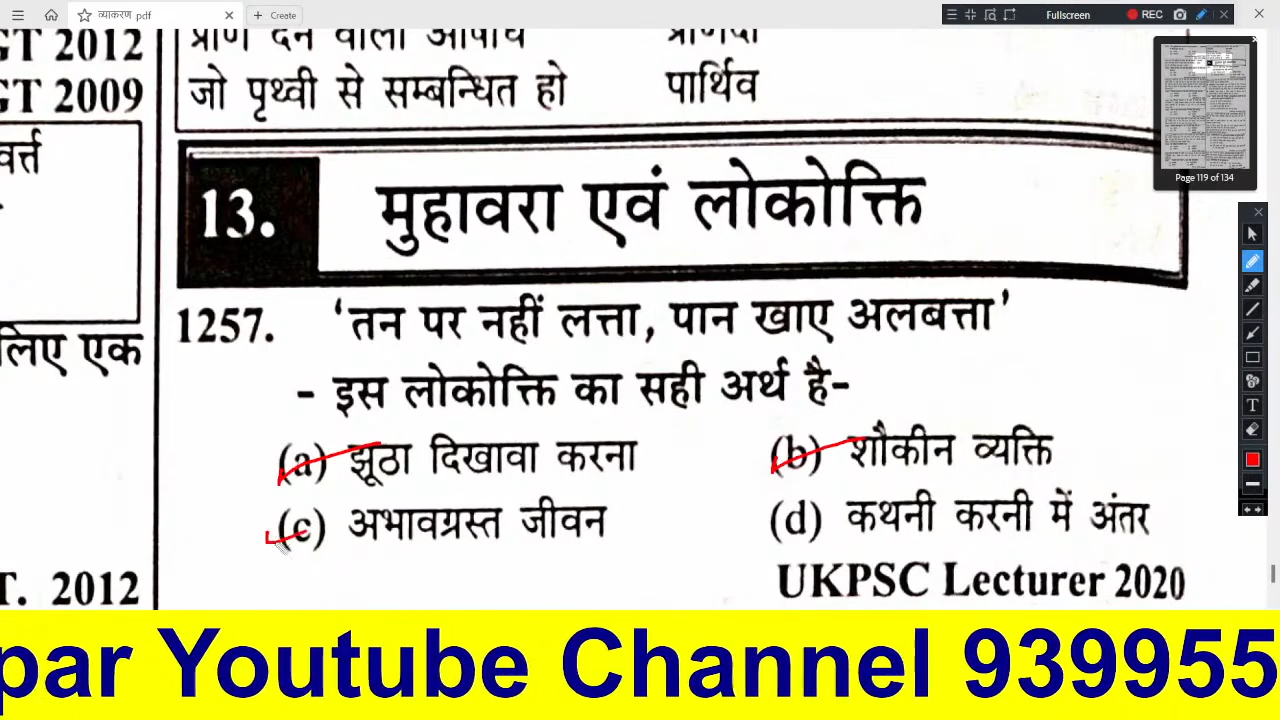 व्याकरण pdf
Create
Fullscreen
REC
GT 2012
GT 2009
वर्त्त
लिए एक
T. 2012
प्राण देने वाली औषधि प्राणदा
जो पृथ्वी से सम्बन्धित हो पार्थिव
13. मुहावरा एवं लोकोक्ति
1257. ‘तन पर नहीं लत्ता, पान खाए अलबत्ता’
- इस लोकोक्ति का सही अर्थ है-
(a) झूठा दिखावा करना (b) शौकीन व्यक्ति
(c) अभावग्रस्त जीवन (d) कथनी करनी में अंतर
UKPSC Lecturer 2020
Page 119 of 134
T
par Youtube Channel 939955